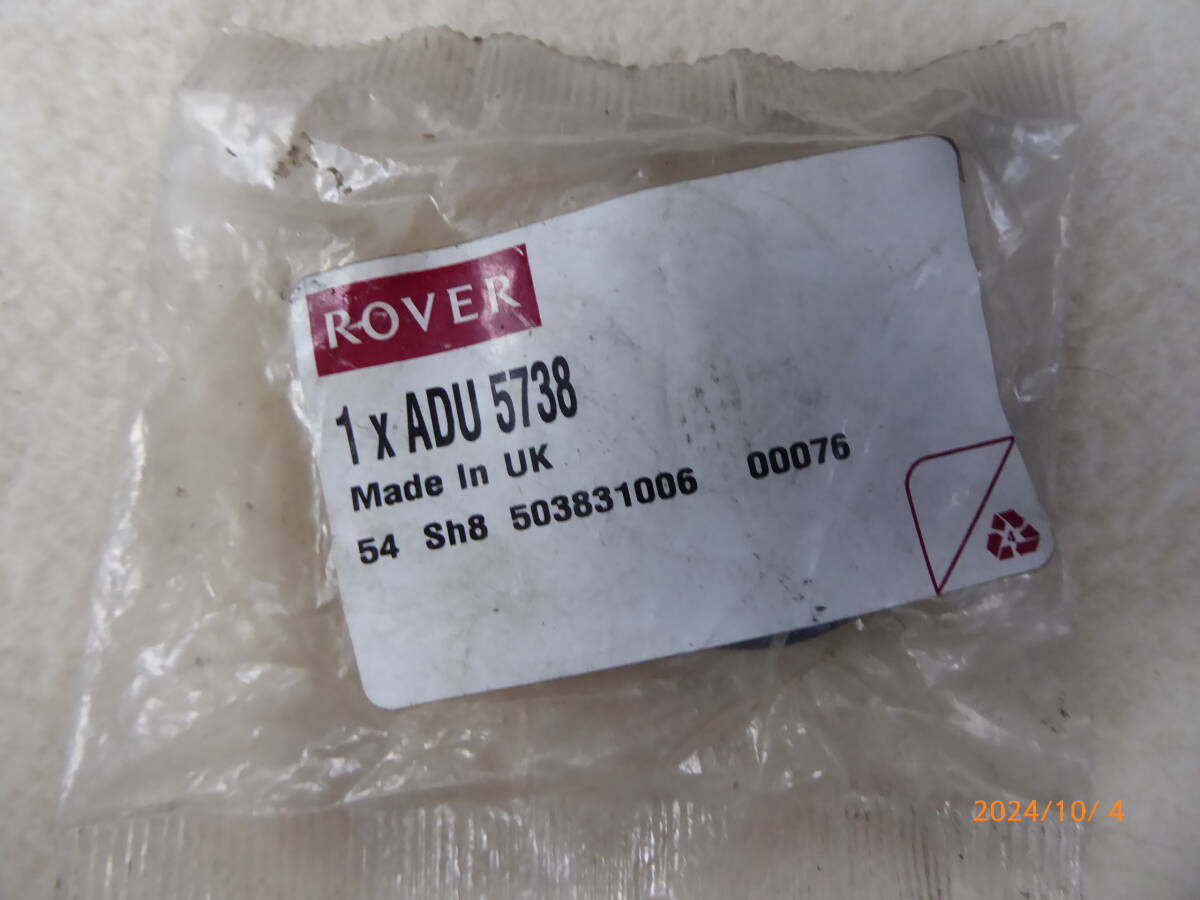 ROVER
1 x ADU 5738
Made In UK
54 Sh8 503831006 00076
A
2024/10/ 4